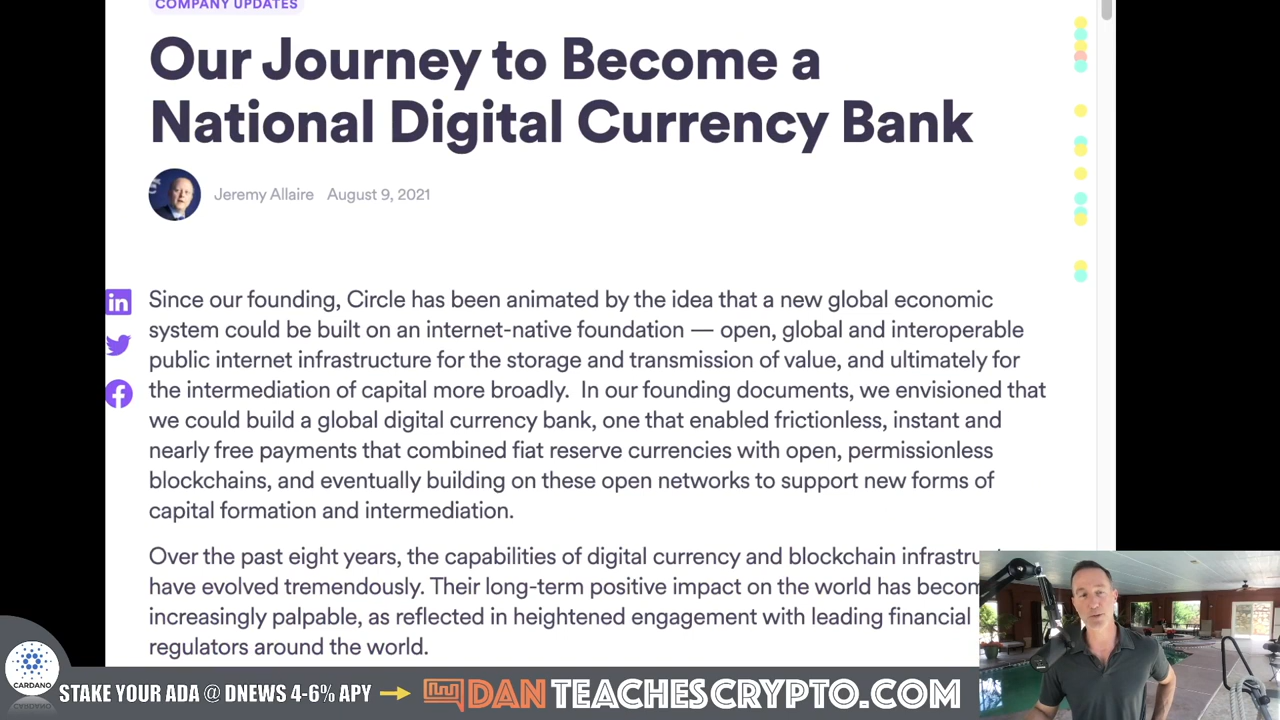 COMPANY UPDATES
Our Journey to Become a
National Digital Currency Bank
Jeremy Allaire August 9, 2021
Since our founding, Circle has been animated by the idea that a new global economic
system could be built on an internet-native foundation — open, global and interoperable
public internet infrastructure for the storage and transmission of value, and ultimately for
the intermediation of capital more broadly. In our founding documents, we envisioned that
we could build a global digital currency bank, one that enabled frictionless, instant and
nearly free payments that combined fiat reserve currencies with open, permissionless
blockchains, and eventually building on these open networks to support new forms of
capital formation and intermediation.
Over the past eight years, the capabilities of digital currency and blockchain
have evolved tremendously. Their long-term positive impact on the world has
increasingly palpable, as reflected in heightened engagement with leading financial
regulators around the world.
in
CARDANO
STAKE YOUR ADA @ DNEWS 4-6% APY
DANTEACHESCRYPTO.COM